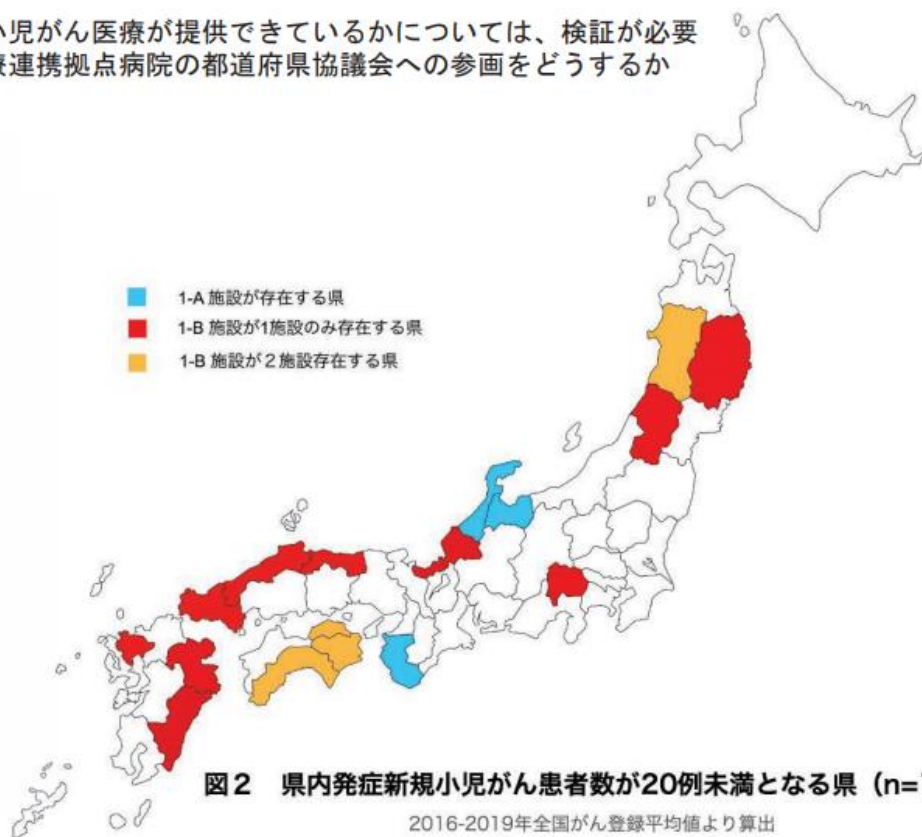 小児がん医療が提供できているかについては、検証が必要
療連携拠点病院の都道府県協議会への参画をどうするか
1-A 施設が存在する県
1-B 施設が1施設のみ存在する県
1-B 施設が２施設存在する県
図2 県内発症新規小児がん患者数が20例未満となる県（n=
2016-2019年全国がん登録平均値より算出